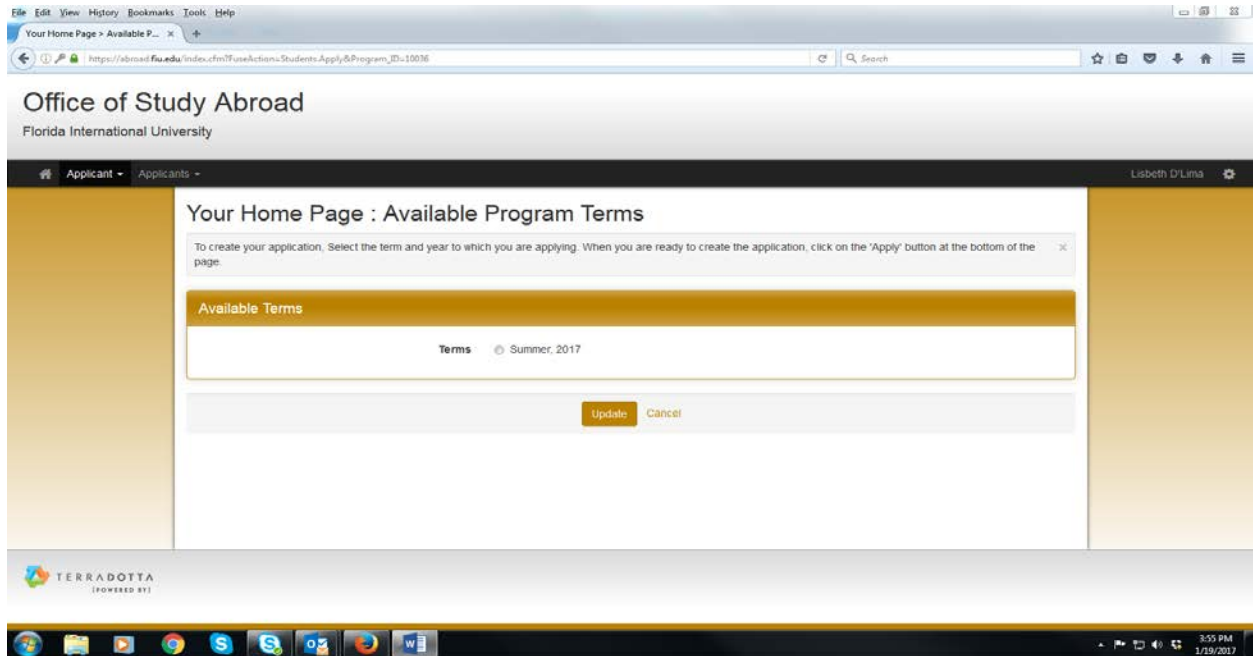 File Edit View History Bookmarks Tools Help
Your Home Page > Available P...
https://abroad.fiu.edu/index.cfm?FuseAction=Students.Apply&Program_ID=10036
Search
Office of Study Abroad
Florida International University
Applicant Applicants Lisbeth D'Lima
Your Home Page : Available Program Terms
To create your application, Select the term and year to which you are applying. When you are ready to create the application, click on the 'Apply' button at the bottom of the
page.
Available Terms
Terms Summer, 2017
Update Cancel
TERRADOTTA
[POWERED BY]
3:55 PM
1/19/2017